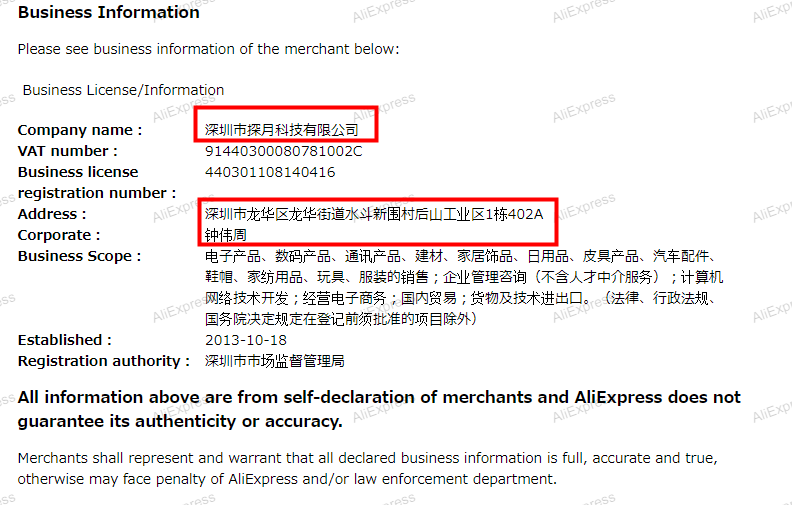 Business Information
Please see business information of the merchant below:
Business License/Information
Company name : 深圳市探月科技有限公司
VAT number : 91440300080781002C
Business license 440301108140416
registration number :
Address : 深圳市龙华区龙华街道水斗新围村后山工业区1栋402A
Corporate : 钟伟周
Business Scope : 电子产品、数码产品、通讯产品、建材、家居饰品、日用品、皮具产品、汽车配件、
鞋帽、家纺用品、玩具、服装的销售；企业管理咨询（不含人才中介服务）；计算机
网络技术开发；经营电子商务；国内贸易；货物及技术进出口。（法律、行政法规、
国务院决定规定在登记前须批准的项目除外）
Established : 2013-10-18
Registration authority : 深圳市市场监督管理局
All information above are from self-declaration of merchants and AliExpress does not
guarantee its authenticity or accuracy.
Merchants shall represent and warrant that all declared business information is full, accurate and true,
otherwise may face penalty of AliExpress and/or law enforcement department.
AliExpress